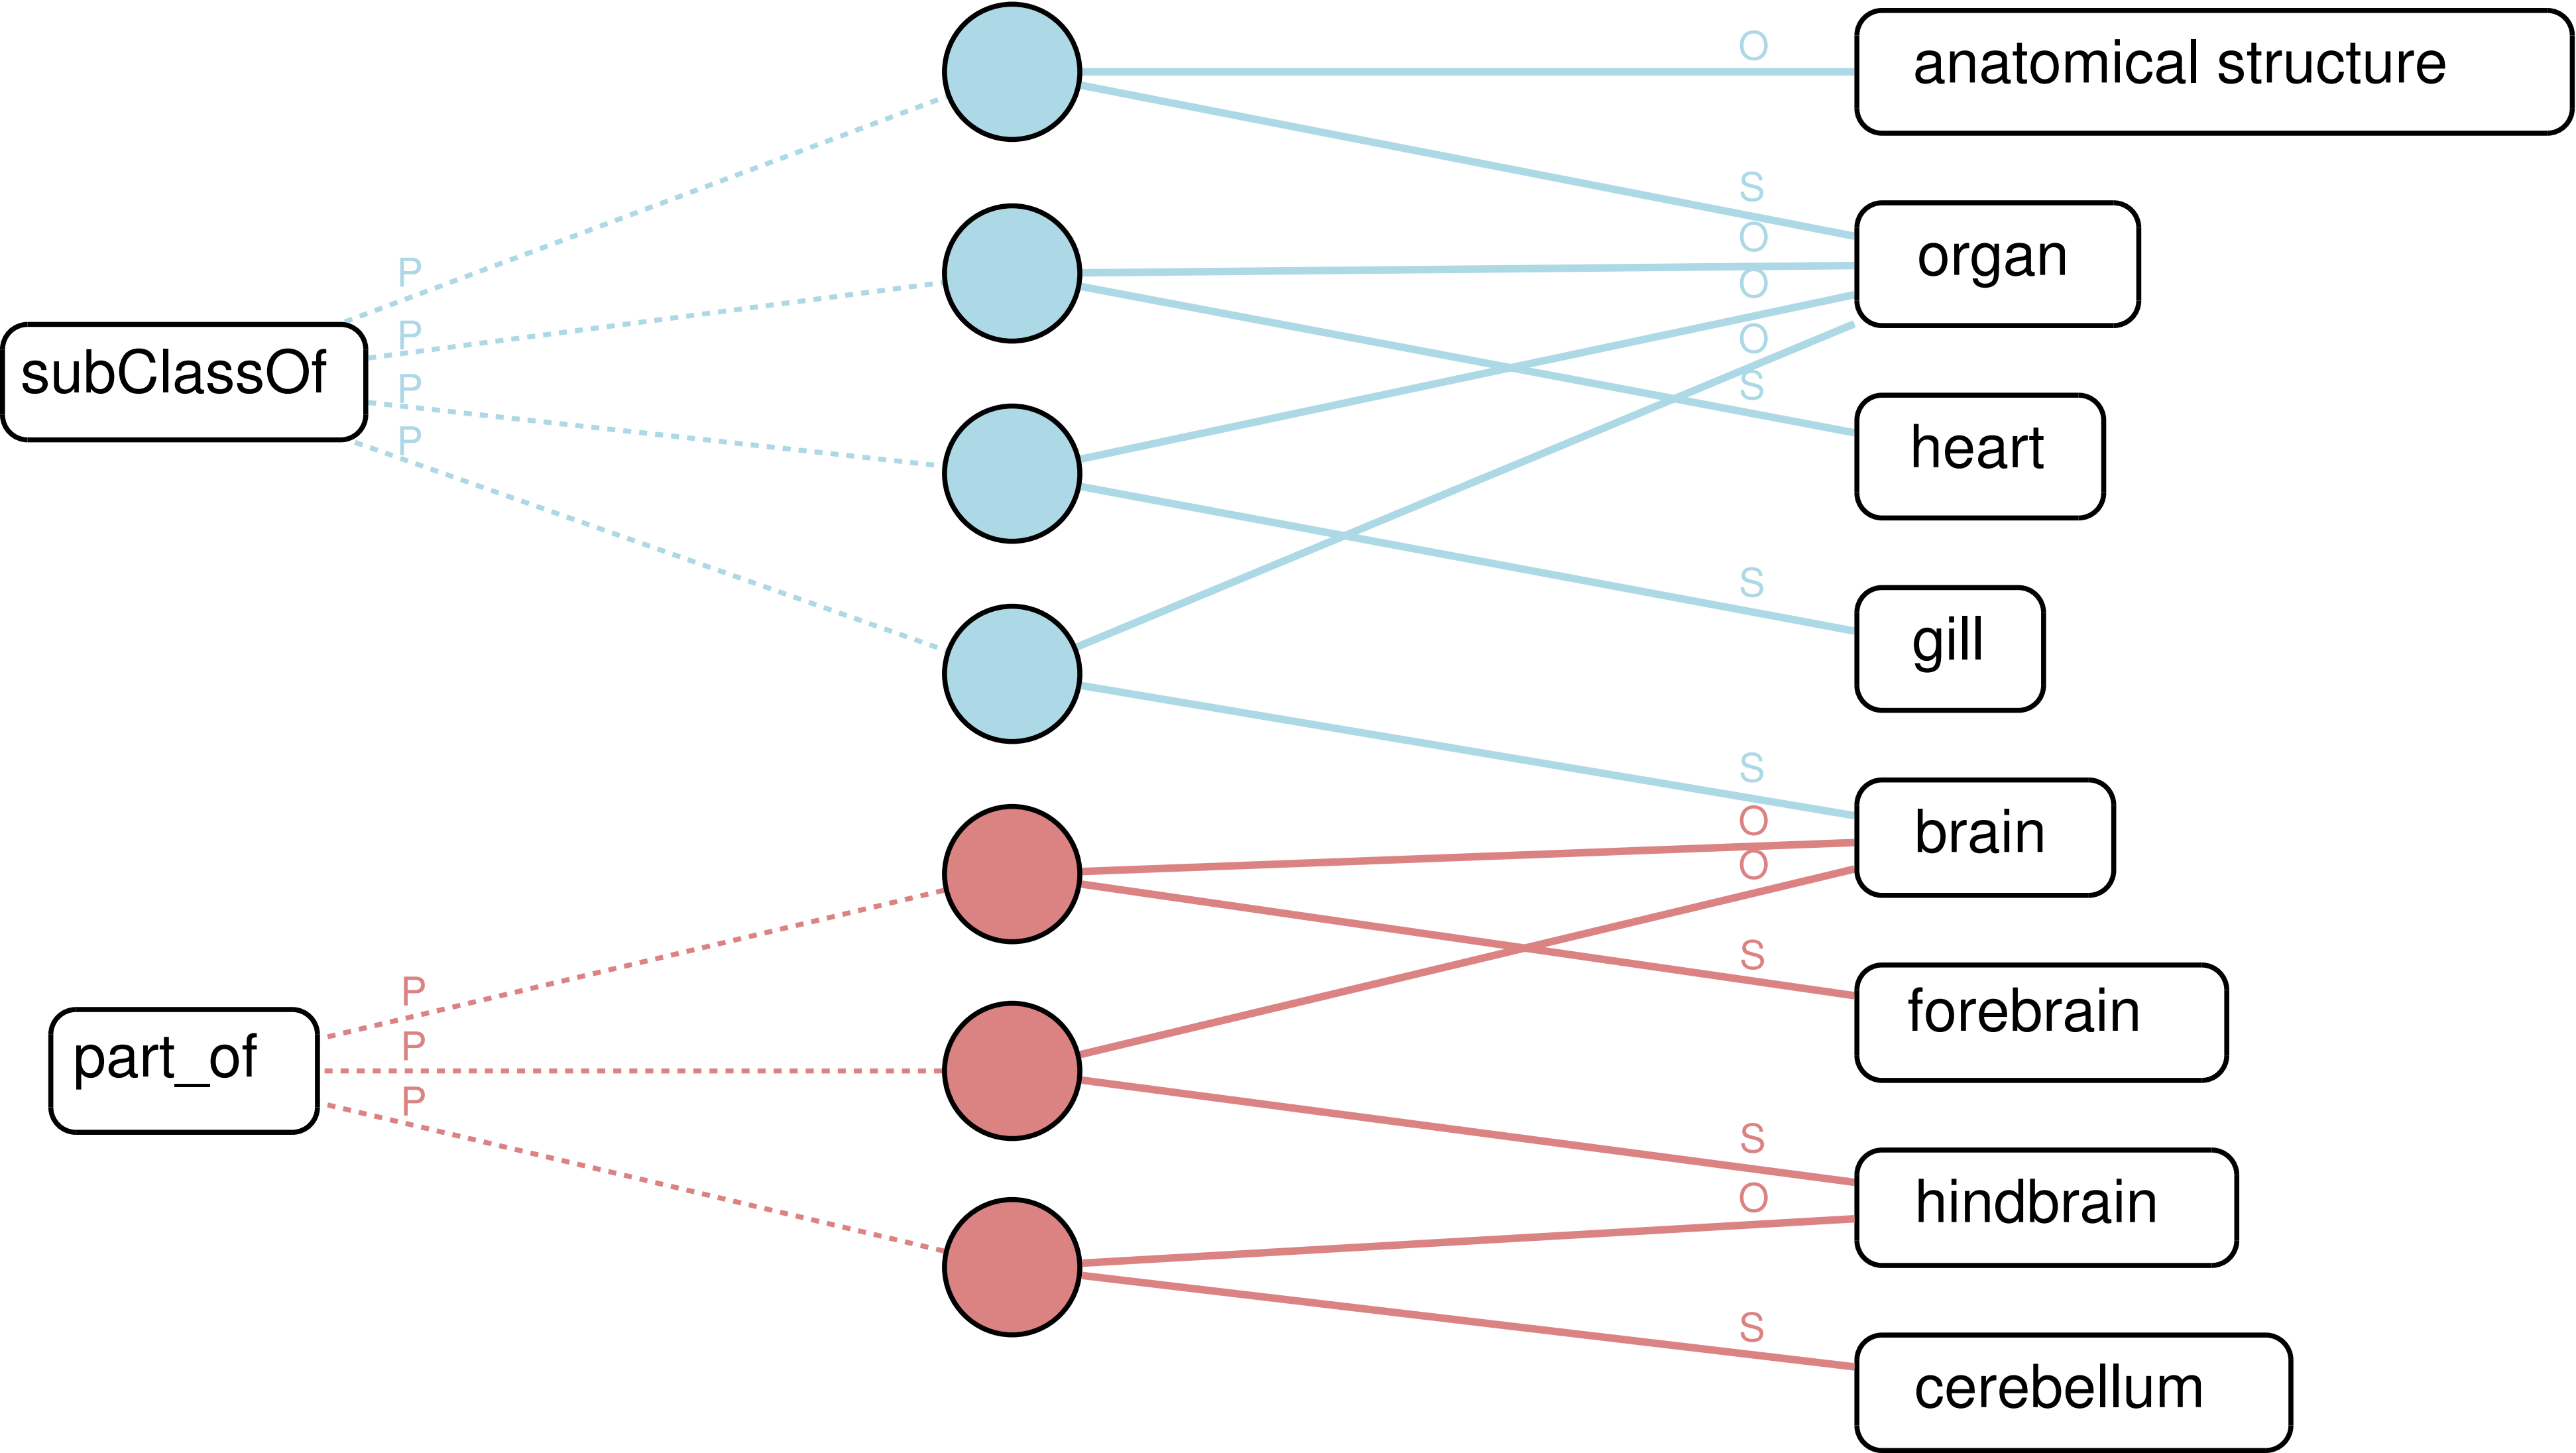 O
anatomical structure
S
organ
O
P
O
P
O
subClassOf
P
S
P
heart
S
gill
S
O
brain
O
S
P
forebrain
P
part_of
P
S
O
hindbrain
S
cerebellum